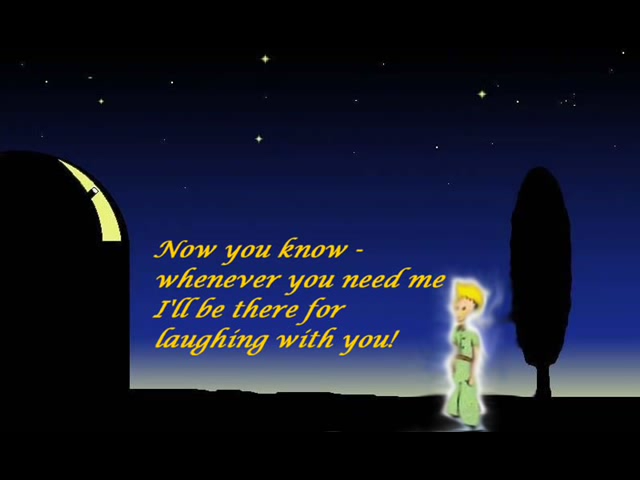 Now you know -
whenever you need me
I'll be there for
laughing with you!